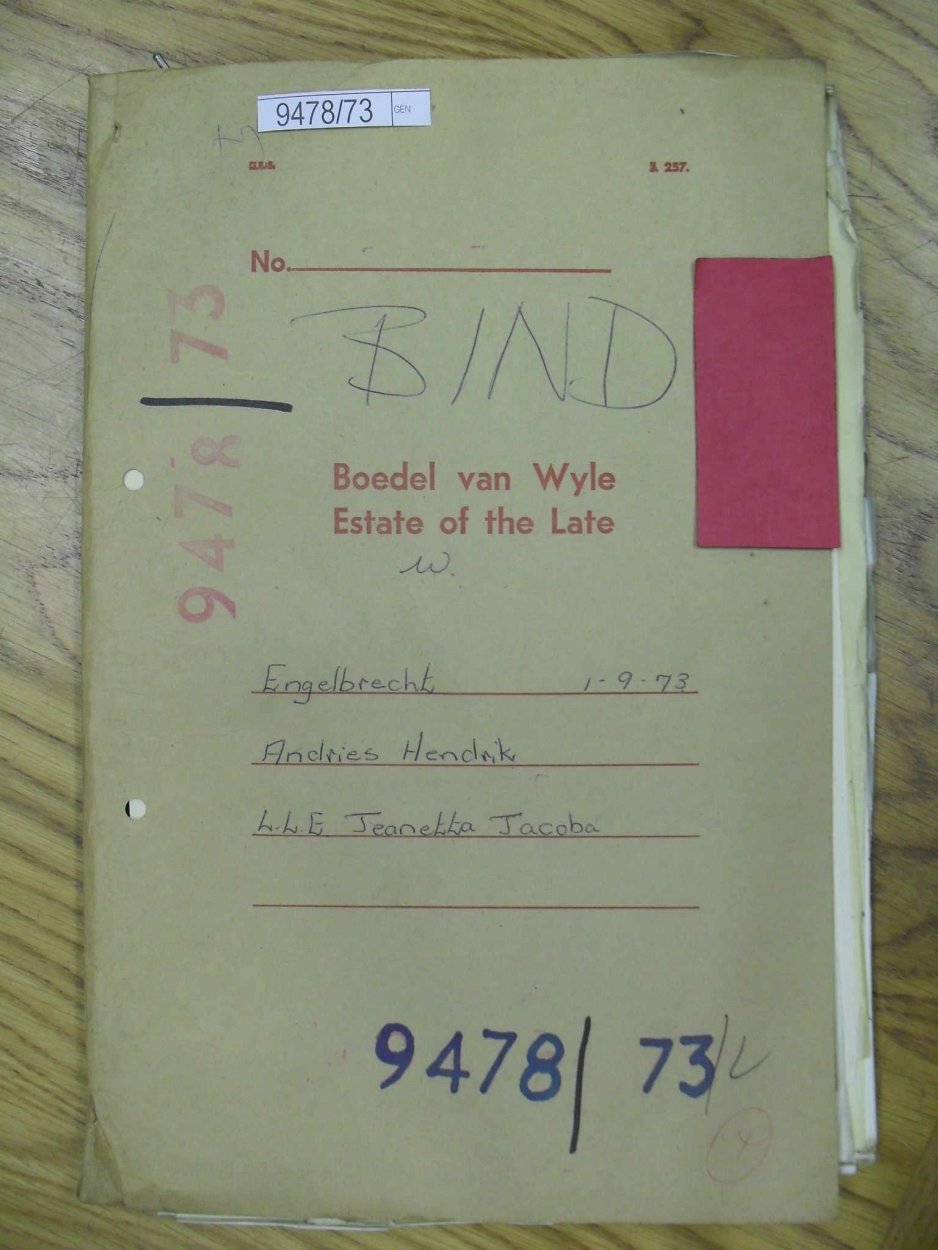 9478/73 GEN
G.P.-S. J. 257.
No.
BIND
9478/73
Boedel van Wyle
Estate of the Late
W.
Engelbrecht 1-9-73
Andries Hendrik
L.L.E Jeanetta Jacoba
9478/73